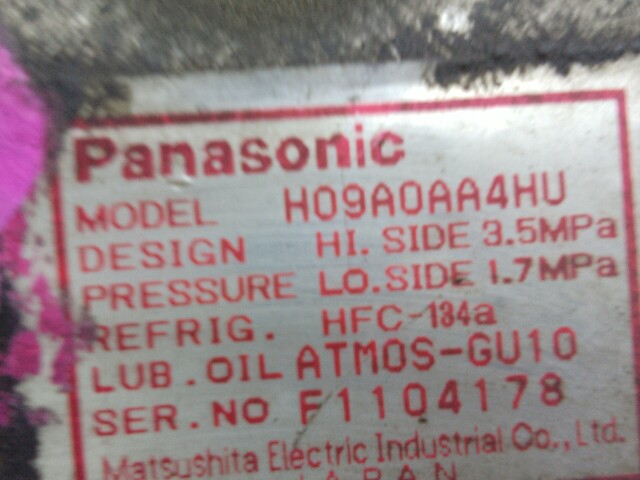 Panasonic
MODEL H09A0AA4HU
DESIGN HI. SIDE 3.5MPa
PRESSURE LO.SIDE 1.7MPa
REFRIG. HFC-134a
LUB.OIL ATMOS-GU10
SER.NO F1104178
Matsushita Electric Industrial Co., Ltd.
JAPAN